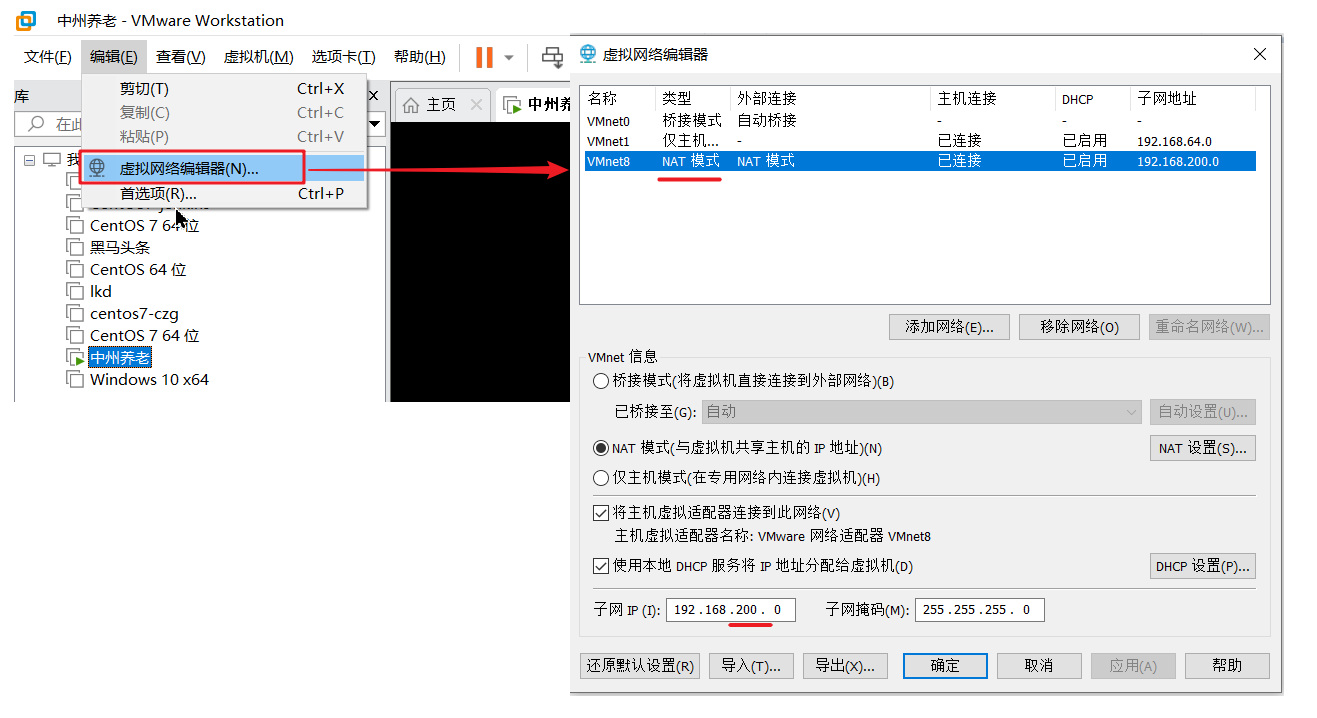 中州养老 - VMware Workstation
文件(F) 编辑(E) 查看(V) 虚拟机(M) 选项卡(T) 帮助(H)
剪切(T) Ctrl+X
复制(C) Ctrl+C
粘贴(P) Ctrl+V
虚拟网络编辑器(N)...
首选项(R)... Ctrl+P
库
在此
我
CentOS 7 64 位
黑马头条
CentOS 64 位
lkd
centos7-czg
CentOS 7 64 位
中州养老
Windows 10 x64
主页
中州养
虚拟网络编辑器
名称 类型 外部连接 主机连接 DHCP 子网地址
VMnet0 桥接模式 自动桥接 - - -
VMnet1 仅主机... - 已连接 已启用 192.168.64.0
VMnet8 NAT 模式 NAT 模式 已连接 已启用 192.168.200.0
添加网络(E)... 移除网络(O) 重命名网络(W)...
VMnet 信息
桥接模式(将虚拟机直接连接到外部网络)(B)
已桥接至(G): 自动 自动设置(U)...
NAT 模式(与虚拟机共享主机的 IP 地址)(N) NAT 设置(S)...
仅主机模式(在专用网络内连接虚拟机)(H)
将主机虚拟适配器连接到此网络(V)
主机虚拟适配器名称: VMware 网络适配器 VMnet8
使用本地 DHCP 服务将 IP 地址分配给虚拟机(D) DHCP 设置(P)...
子网 IP (I): 192 .168 .200 . 0 子网掩码(M): 255 .255 .255 . 0
还原默认设置(R) 导入(T)... 导出(X)... 确定 取消 应用(A) 帮助